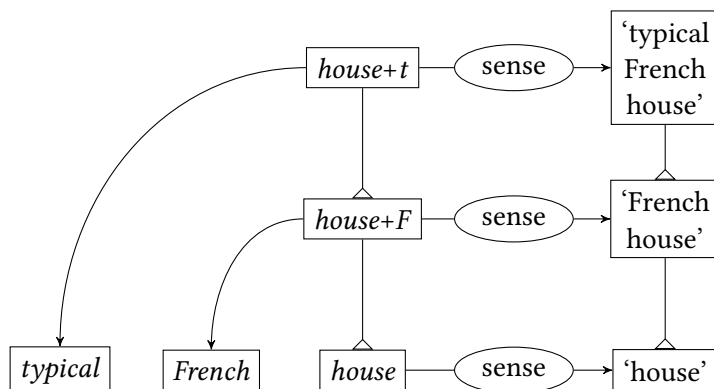 house+t sense ‘typical
French
house’
house+F sense ‘French
house’
typical French house sense ‘house’